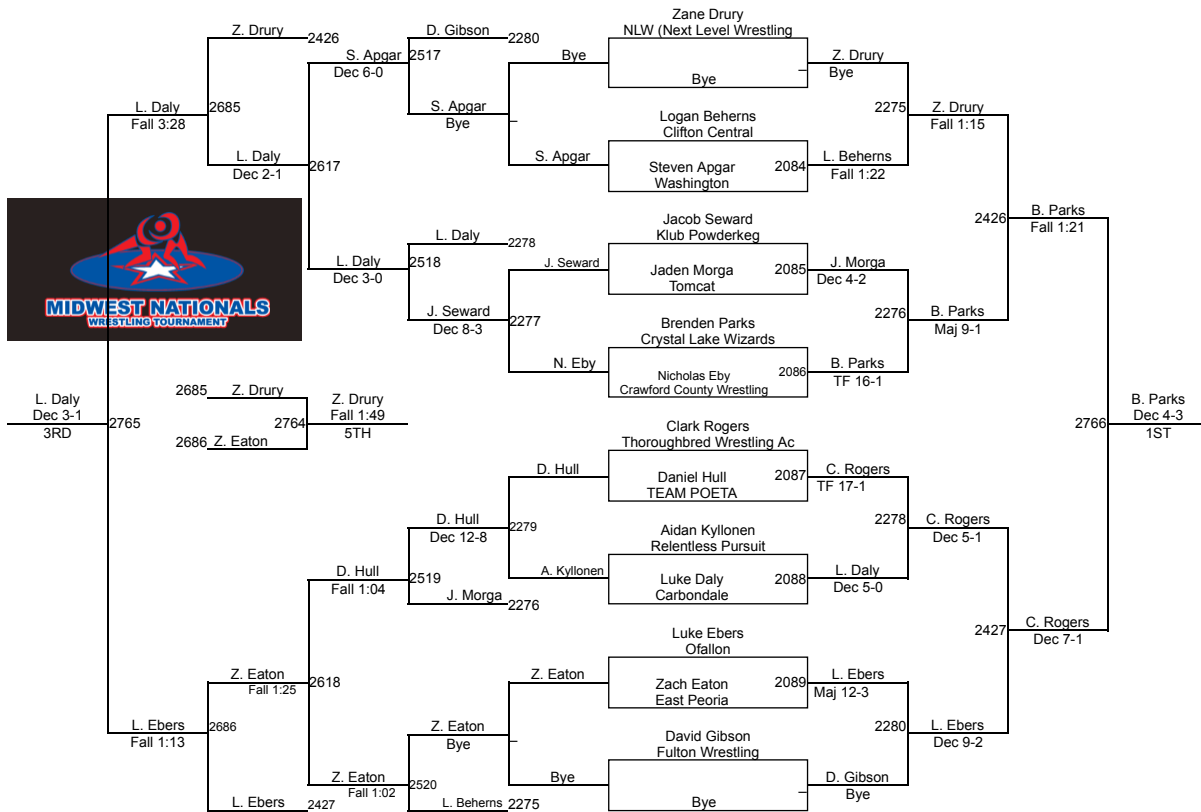 Zane Drury
NLW (Next Level Wrestling
Bye
Logan Beherns
Clifton Central
Steven Apgar
Washington
2084
Jacob Seward
Klub Powderkeg
Jaden Morga
Tomcat
2085
Brenden Parks
Crystal Lake Wizards
Nicholas Eby
Crawford County Wrestling
2086
Clark Rogers
Thoroughbred Wrestling Ac
Daniel Hull
TEAM POETA
2087
Aidan Kyllonen
Relentless Pursuit
Luke Daly
Carbondale
2088
Luke Ebers
Ofallon
Zach Eaton
East Peoria
2089
David Gibson
Fulton Wrestling
Bye
Z. Drury
Bye
2275
L. Beherns
Fall 1:22
J. Morga
Dec 4-2
2276
B. Parks
TF 16-1
C. Rogers
TF 17-1
2278
L. Daly
Dec 5-0
L. Ebers
Maj 12-3
2280
D. Gibson
Bye
Z. Drury
Fall 1:15
2426
B. Parks
Maj 9-1
C. Rogers
Dec 5-1
2427
L. Ebers
Dec 9-2
B. Parks
Fall 1:21
2766
C. Rogers
Dec 7-1
B. Parks
Dec 4-3
1ST
Bye
S. Apgar
J. Seward
2277
N. Eby
D. Hull
2279
A. Kyllonen
Z. Eaton
Bye
D. Gibson
2280
2517
S. Apgar
Bye
L. Daly
2278
2518
J. Seward
Dec 8-3
D. Hull
Dec 12-8
2519
J. Morga
2276
Z. Eaton
Bye
2520
L. Beherns
2275
S. Apgar
Dec 6-0
2617
L. Daly
Dec 3-0
D. Hull
Fall 1:04
2618
Z. Eaton
Fall 1:02
Z. Drury
2426
2685
L. Daly
Dec 2-1
Z. Eaton
Fall 1:25
2686
L. Ebers
2427
L. Daly
Fall 3:28
2765
L. Ebers
Fall 1:13
L. Daly
Dec 3-1
3RD
2685
Z. Drury
2764
2686
Z. Eaton
Z. Drury
Fall 1:49
5TH
MIDWEST NATIONALS
WRESTLING TOURNAMENT